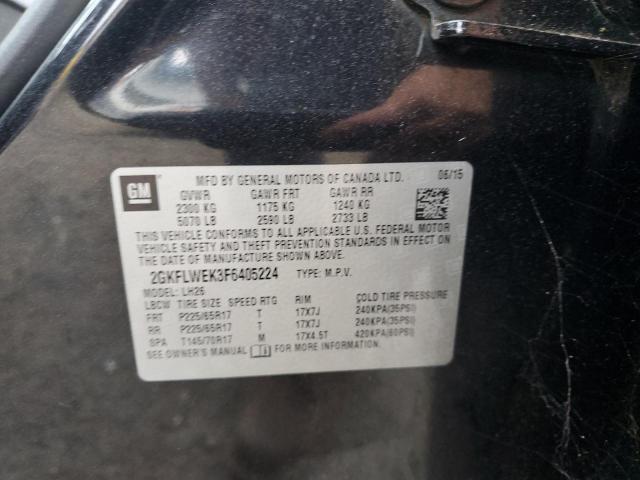 GM
MFD BY GENERAL MOTORS OF CANADA LTD. 06/15
GVWR GAWR FRT GAWR RR
2300 KG 1175 KG 1240 KG
5070 LB 2590 LB 2733 LB
THIS VEHICLE CONFORMS TO ALL APPLICABLE U.S. FEDERAL MOTOR
VEHICLE SAFETY AND THEFT PREVENTION STANDARDS IN EFFECT ON
THE DATE OF MANUFACTURE SHOWN ABOVE.
2GKFLWEK3F6405224 TYPE: M.P.V.
MODEL: LH26
LBCW TIRE SIZE SPEED RTG RIM COLD TIRE PRESSURE
FRT P225/65R17 T 17X7J 240KPA(35PSI)
RR P225/65R17 T 17X7J 240KPA(35PSI)
SPA T145/70R17 M 17X4.5T 420KPA(60PSI)
SEE OWNER'S MANUAL FOR MORE INFORMATION.